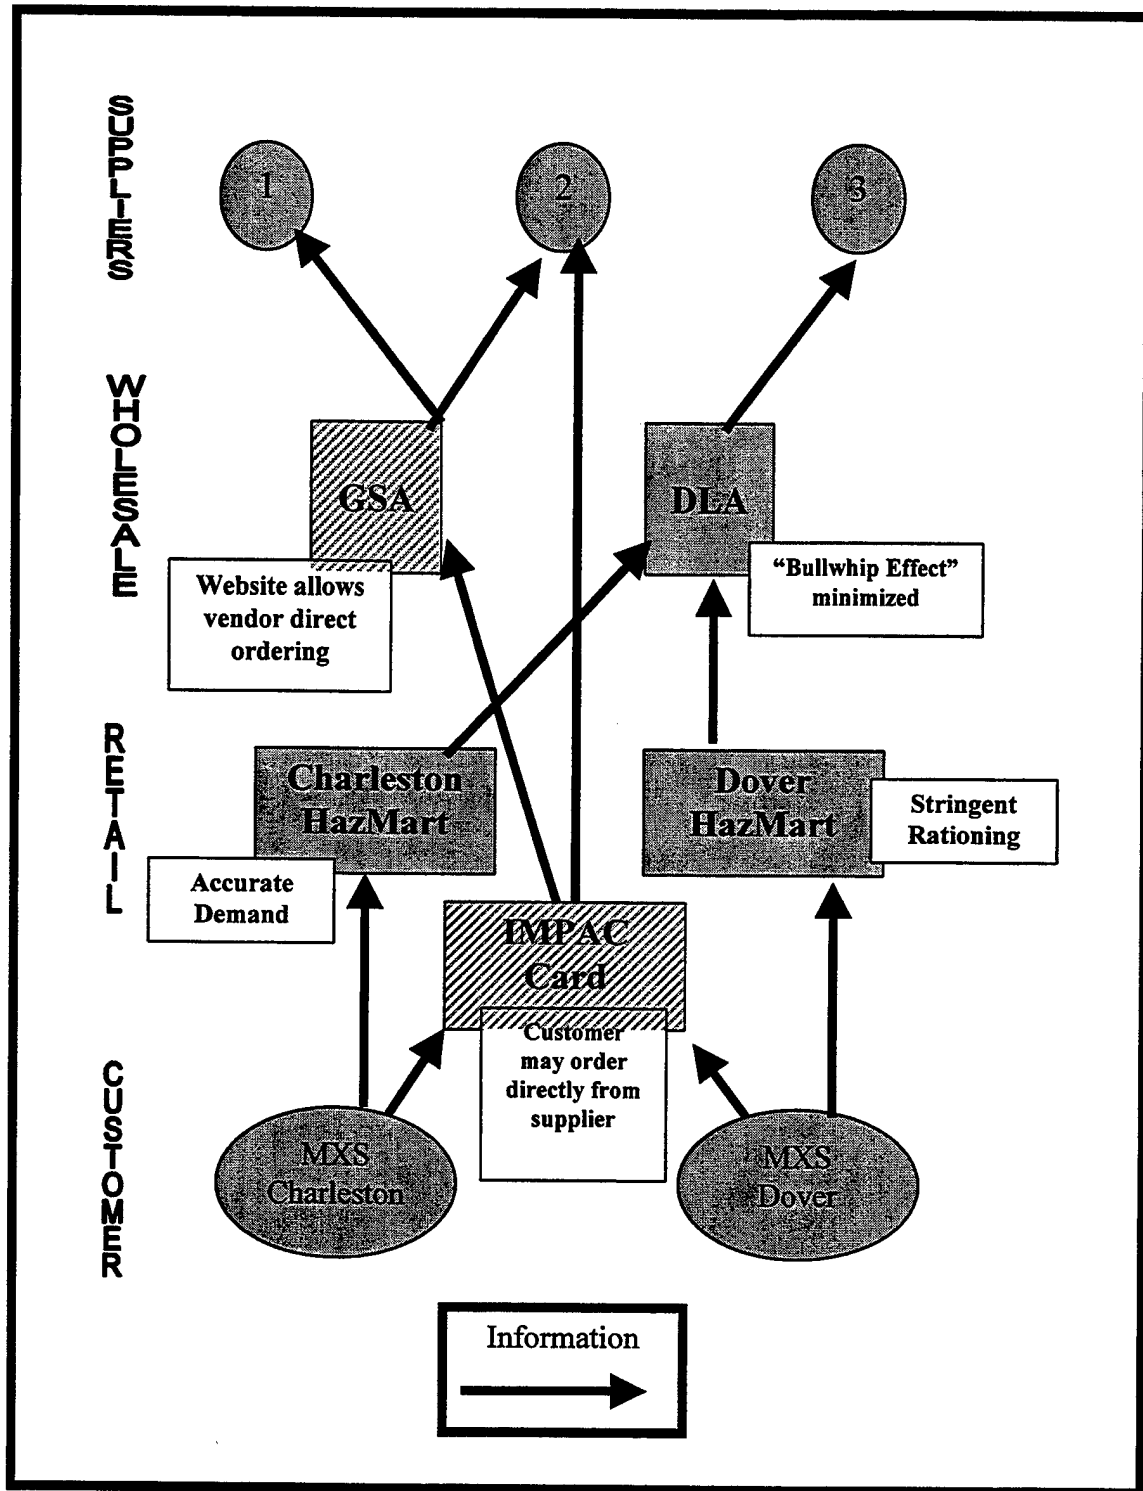 SUPPLIERS
1
2
3
WHOLESALE
GSA
DLA
Website allows
vendor direct
ordering
“Bullwhip Effect”
minimized
RETAIL
Charleston
HazMart
Dover
HazMart
Stringent
Rationing
Accurate
Demand
IMPAC
Card
Customer
may order
directly from
supplier
CUSTOMER
MXS
Charleston
MXS
Dover
Information